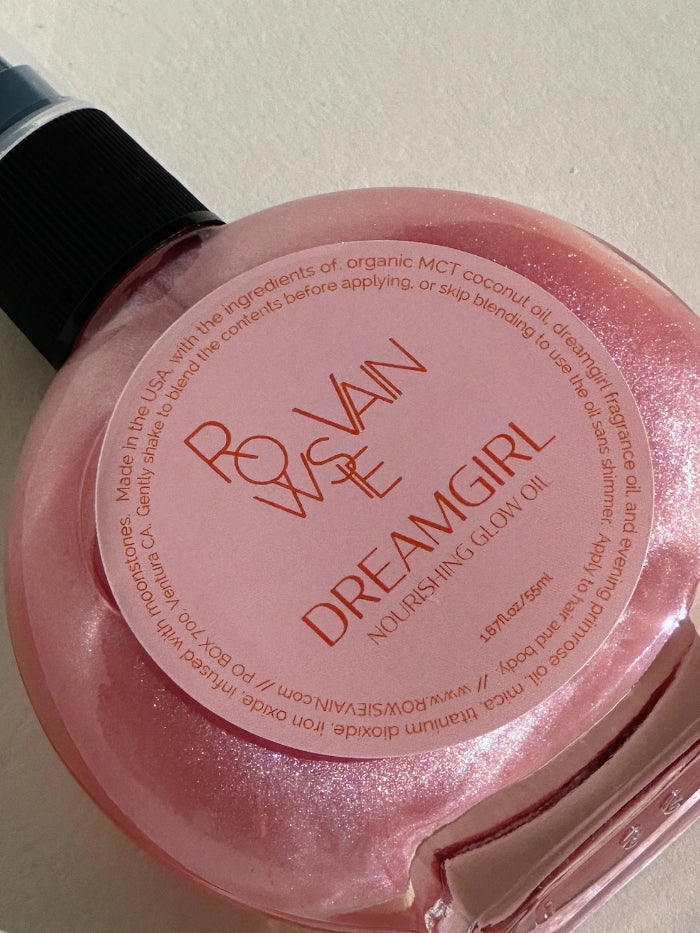 ROWSIE VAIN
DREAMGIRL
NOURISHING GLOW OIL
1.87fl.oz/55ml
Made in the USA. with the ingredients of: organic MCT coconut oil, dreamgirl fragrance oil, and evening primrose oil, mica, titanium dioxide, iron oxide, infused with moonstones.
Gently shake to blend the contents before applying, or skip blending to use the oil sans shimmer. Apply to hair and body. // www.ROWSIEVAIN.com // PO BOX 700, Ventura CA.